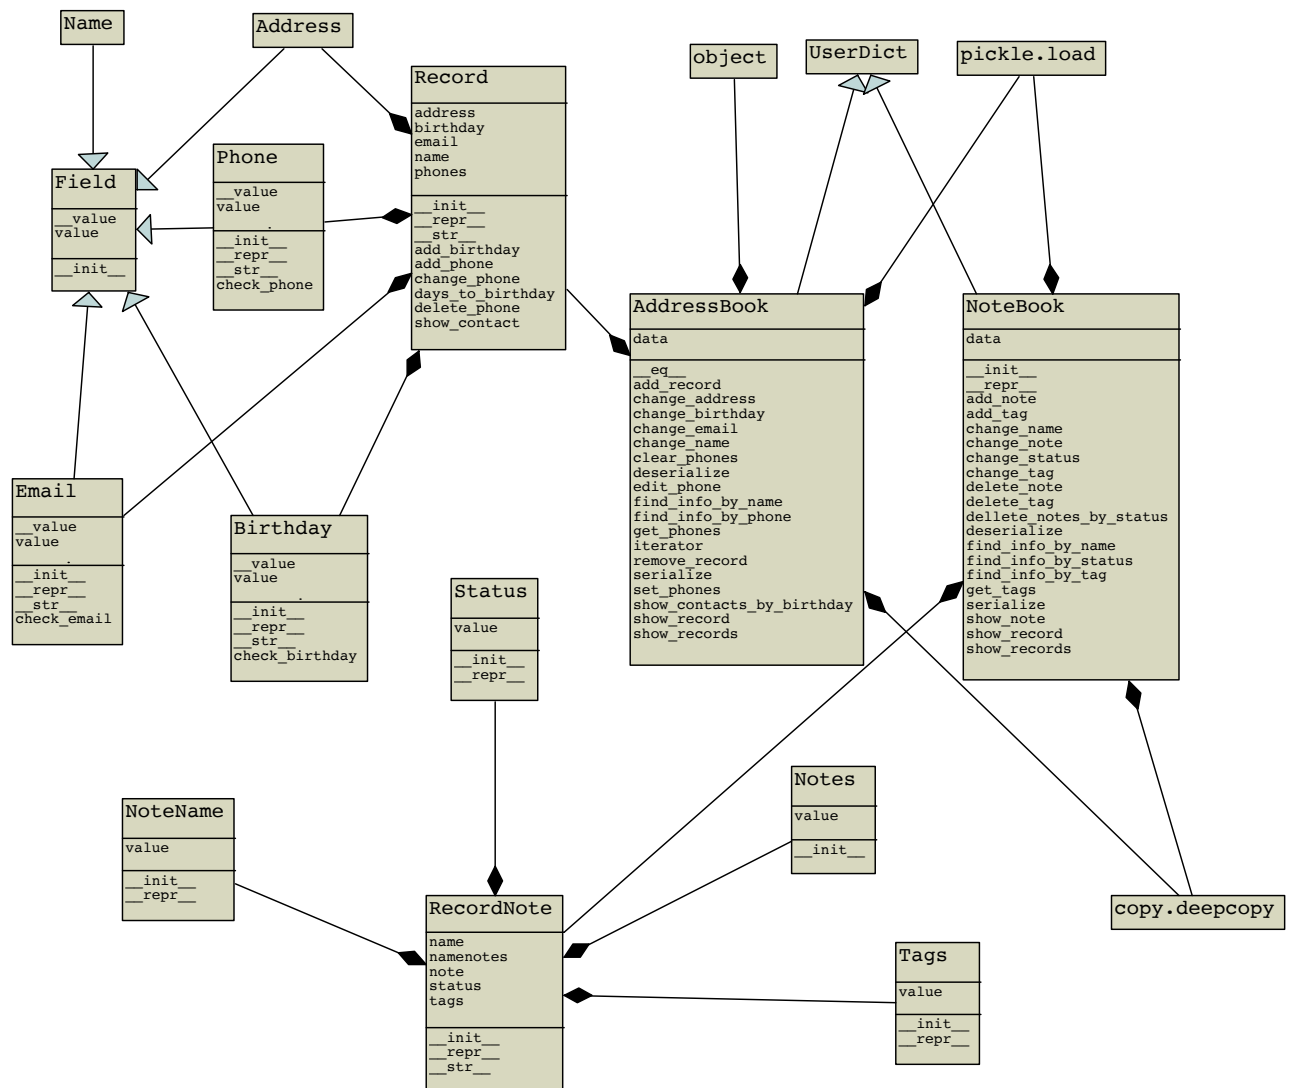 Name
Address
Record
address
birthday
email
name
phones
__init__
__repr__
__str__
add_birthday
add_phone
change_phone
days_to_birthday
delete_phone
show_contact
object
UserDict
pickle.load
Phone
__value
value
.
__init__
__repr__
__str__
check_phone
Field
__value
value
__init__
AddressBook
data
__eq__
add_record
change_address
change_birthday
change_email
change_name
clear_phones
deserialize
edit_phone
find_info_by_name
find_info_by_phone
get_phones
iterator
remove_record
serialize
set_phones
show_contacts_by_birthday
show_record
show_records
NoteBook
data
__init__
__repr__
add_note
add_tag
change_name
change_note
change_status
change_tag
delete_note
delete_tag
dellete_notes_by_status
deserialize
find_info_by_name
find_info_by_status
find_info_by_tag
get_tags
serialize
show_note
show_record
show_records
Email
__value
value
.
__init__
__repr__
__str__
check_email
Birthday
__value
value
.
__init__
__repr__
__str__
check_birthday
Status
value
__init__
__repr__
Notes
value
__init__
NoteName
value
__init__
__repr__
RecordNote
name
namenotes
note
status
tags
__init__
__repr__
__str__
copy.deepcopy
Tags
value
__init__
__repr__